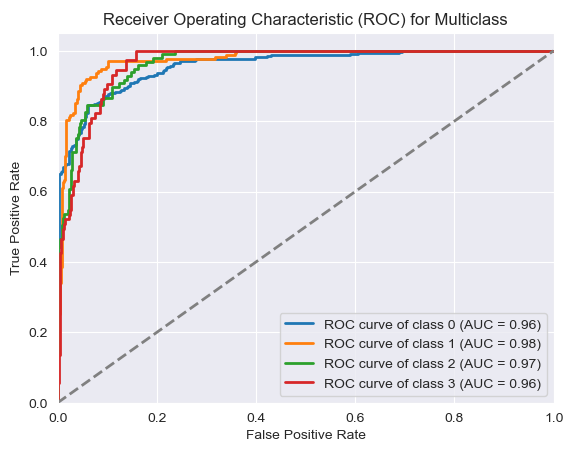 Receiver Operating Characteristic (ROC) for Multiclass
1.0
0.8
0.6
0.4
0.2
0.0
True Positive Rate
ROC curve of class 0 (AUC = 0.96)
ROC curve of class 1 (AUC = 0.98)
ROC curve of class 2 (AUC = 0.97)
ROC curve of class 3 (AUC = 0.96)
0.0 0.2 0.4 0.6 0.8 1.0
False Positive Rate